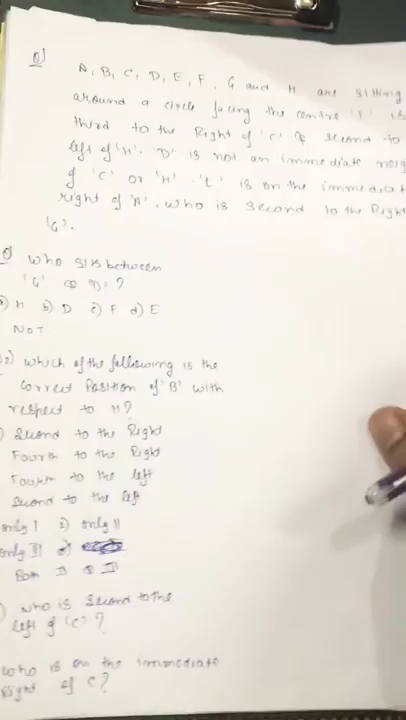 Q)
A, B, C, D, E, F, G and H are sitting
around a circle facing the centre 'F' is
third to the Right of 'C' & second to
left of 'H'. 'D' is not an immediate neig
of 'C' or 'H'. 'E' is on the immedia
right of 'A', who is second to the Right
'G'.
who sits between
'G' & 'D'?
H b) D c) F d) E
NOT
2) which of the following is the
correct Position of 'B' with
respect to H?
Second to the Right
Fourth to the Right
Fourth to the left
Second to the left
only I 2) only II
only III
Both II & III
who is second to the
left of 'C'?
who is on the immediate
Right of C?